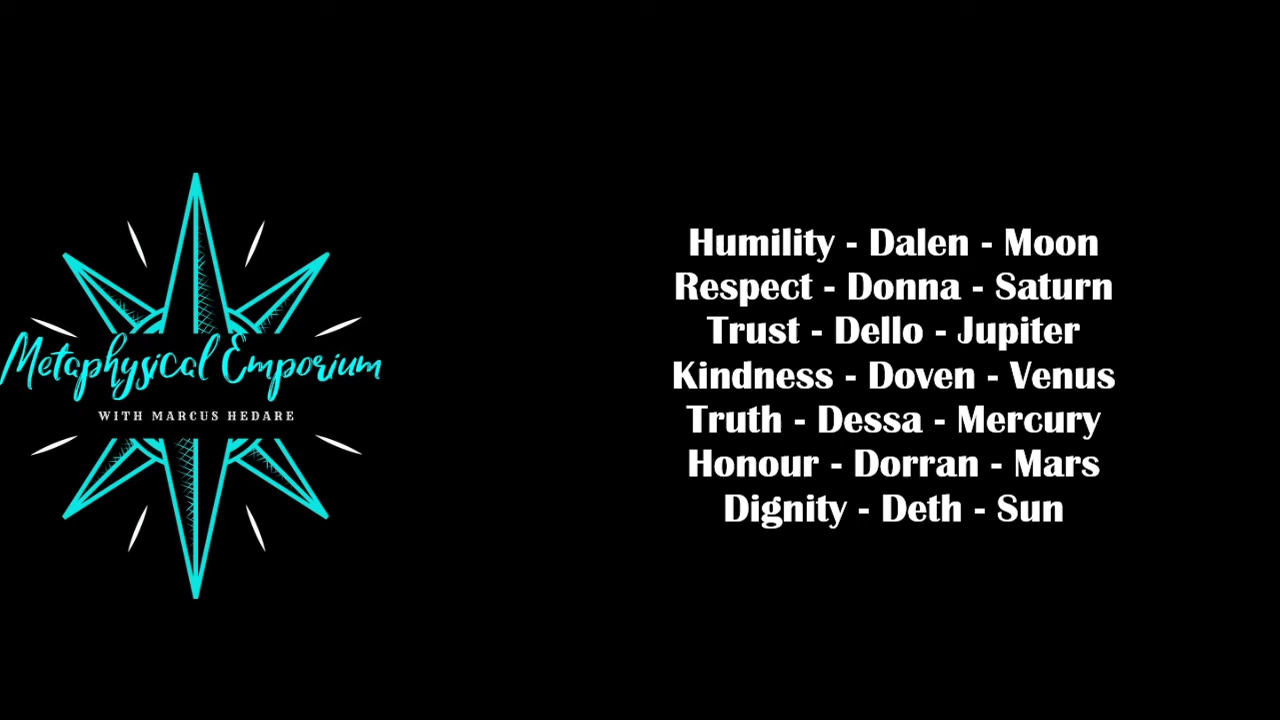 Metaphysical Emporium
WITH MARCUS HEDARE
Humility - Dalen - Moon
Respect - Donna - Saturn
Trust - Dello - Jupiter
Kindness - Doven - Venus
Truth - Dessa - Mercury
Honour - Dorran - Mars
Dignity - Deth - Sun